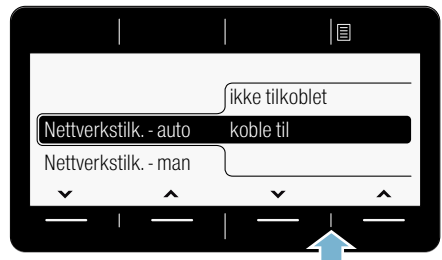 ikke tilkoblet
Nettverkstilk. - auto koble til
Nettverkstilk. - man